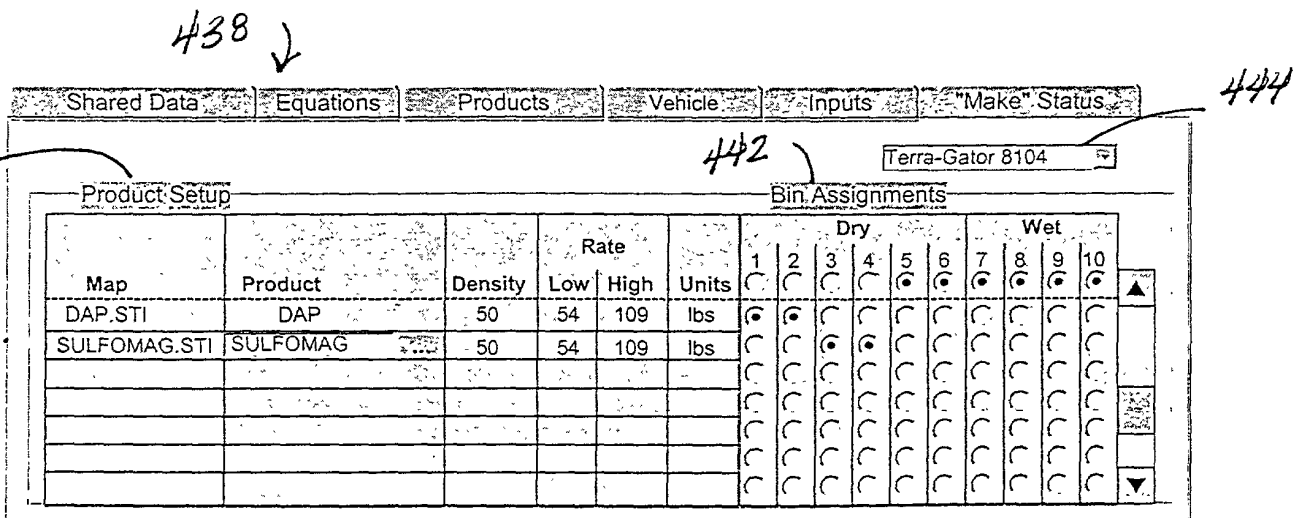 438
Shared Data Equations Products Vehicle Inputs "Make" Status
444
442
Terra-Gator 8104
Product Setup Bin Assignments
Dry Wet
Rate
1 2 3 4 5 6 7 8 9 10
Map Product Density Low High Units
DAP.STI DAP 50 54 109 lbs
SULFOMAG.STI SULFOMAG 50 54 109 lbs